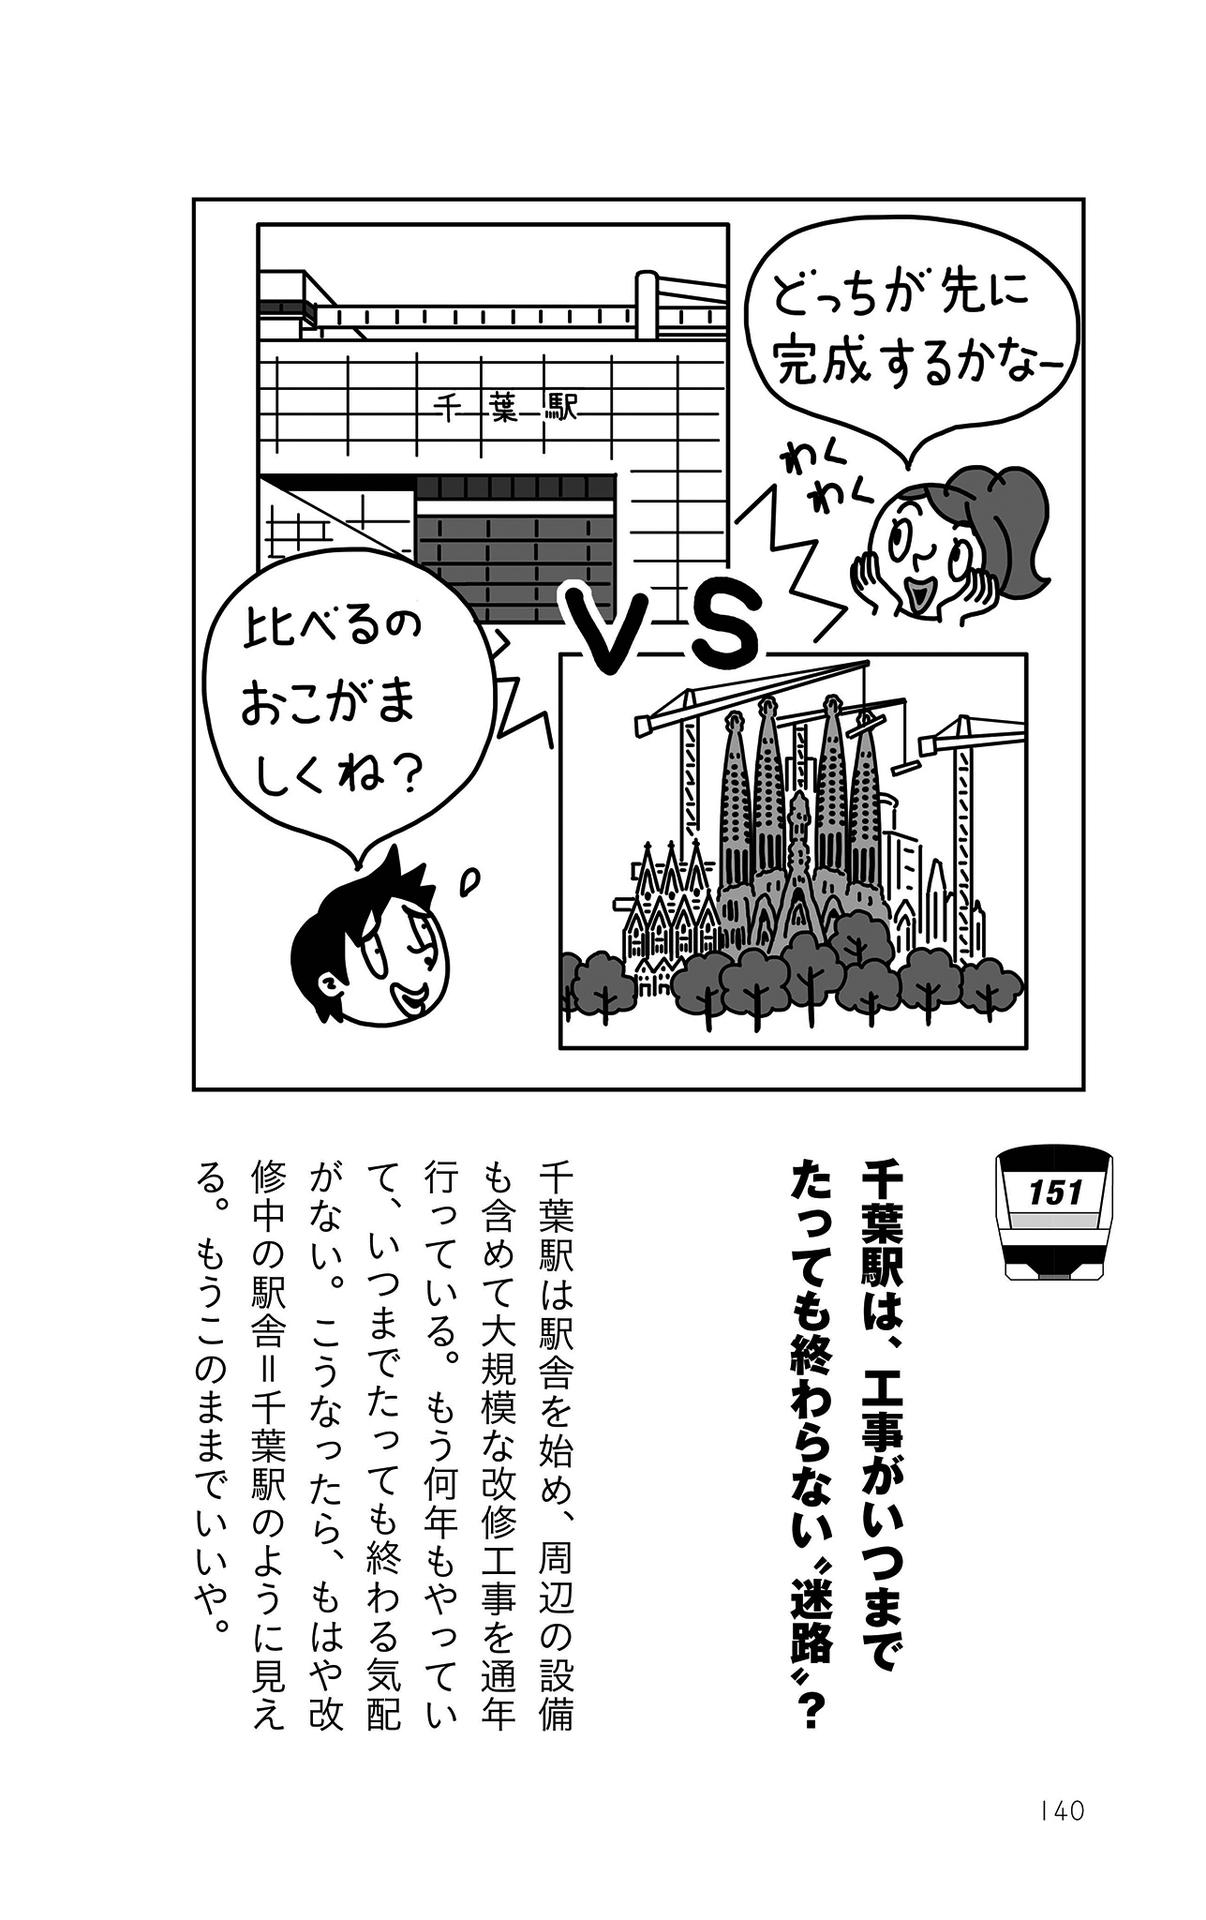 どっちが先に
完成するかなー
わく
わく
千葉駅
VS
比べるの
おこがま
しくね?
151
千葉駅は、工事がいつまで
たっても終わらない〝迷路〟?
千葉駅は駅舎を始め、周辺の設備
も含めて大規模な改修工事を通年
行っている。もう何年もやってい
て、いつまでたっても終わる気配
がない。こうなったら、もはや改
修中の駅舎=千葉駅のように見え
る。もうこのままでいいや。
140